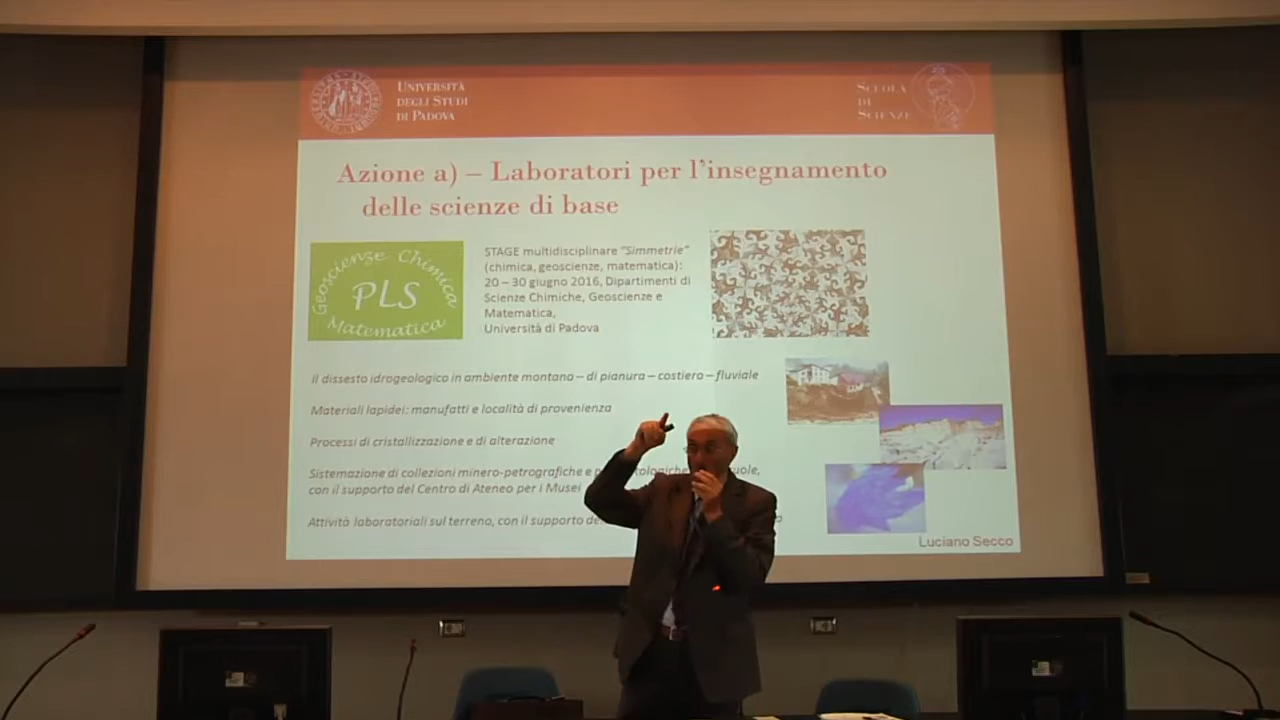 UNIVERSITÀ
DEGLI STUDI
DI PADOVA
SCUOLA
DI
SCIENZE
Azione a) – Laboratori per l'insegnamento
delle scienze di base
Geoscienze Chimica
PLS
Matematica
STAGE multidisciplinare "Simmetrie"
(chimica, geoscienze, matematica):
20 – 30 giugno 2016, Dipartimenti di
Scienze Chimiche, Geoscienze e
Matematica,
Università di Padova
Il dissesto idrogeologico in ambiente montano – di pianura – costiero – fluviale
Materiali lapidei: manufatti e località di provenienza
Processi di cristallizzazione e di alterazione
Sistemazione di collezioni minero-petrografiche e
con il supporto del Centro di Ateneo per i Musei
Attività laboratoriali sul terreno, con il supporto
Luciano Secco